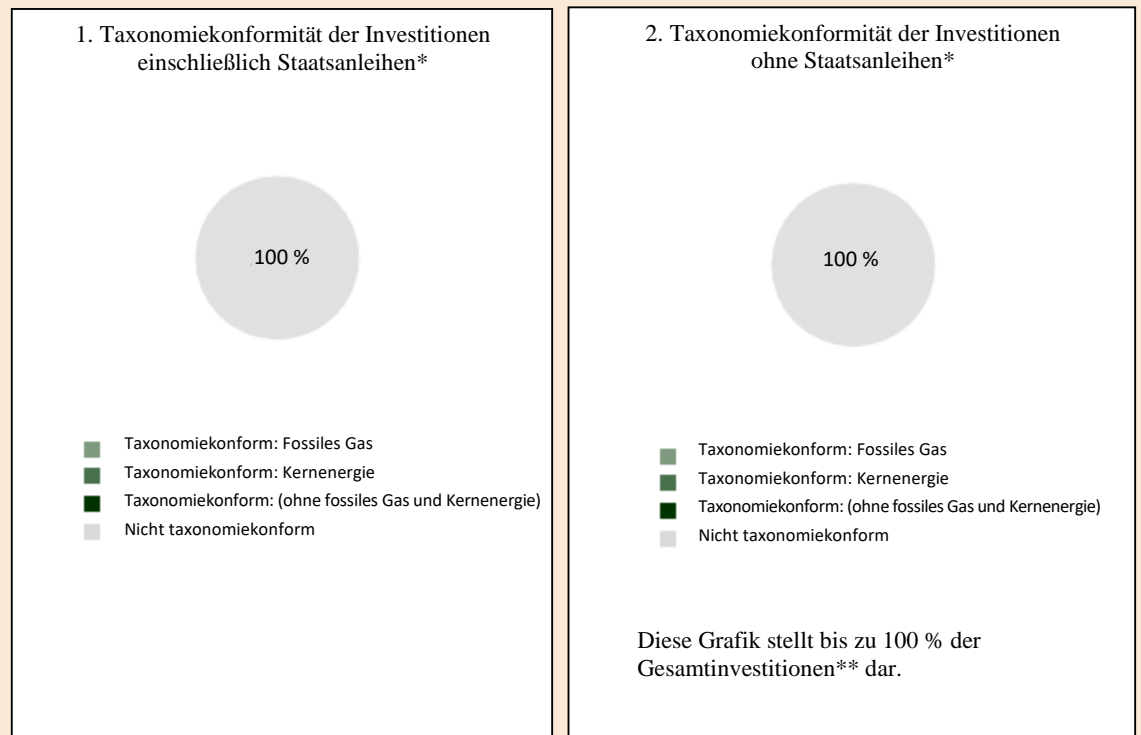 1. Taxonomiekonformität der Investitionen
einschließlich Staatsanleihen*
100 %
Taxonomiekonform: Fossiles Gas
Taxonomiekonform: Kernenergie
Taxonomiekonform: (ohne fossiles Gas und Kernenergie)
Nicht taxonomiekonform
2. Taxonomiekonformität der Investitionen
ohne Staatsanleihen*
100 %
Taxonomiekonform: Fossiles Gas
Taxonomiekonform: Kernenergie
Taxonomiekonform: (ohne fossiles Gas und Kernenergie)
Nicht taxonomiekonform
Diese Grafik stellt bis zu 100 % der
Gesamtinvestitionen** dar.